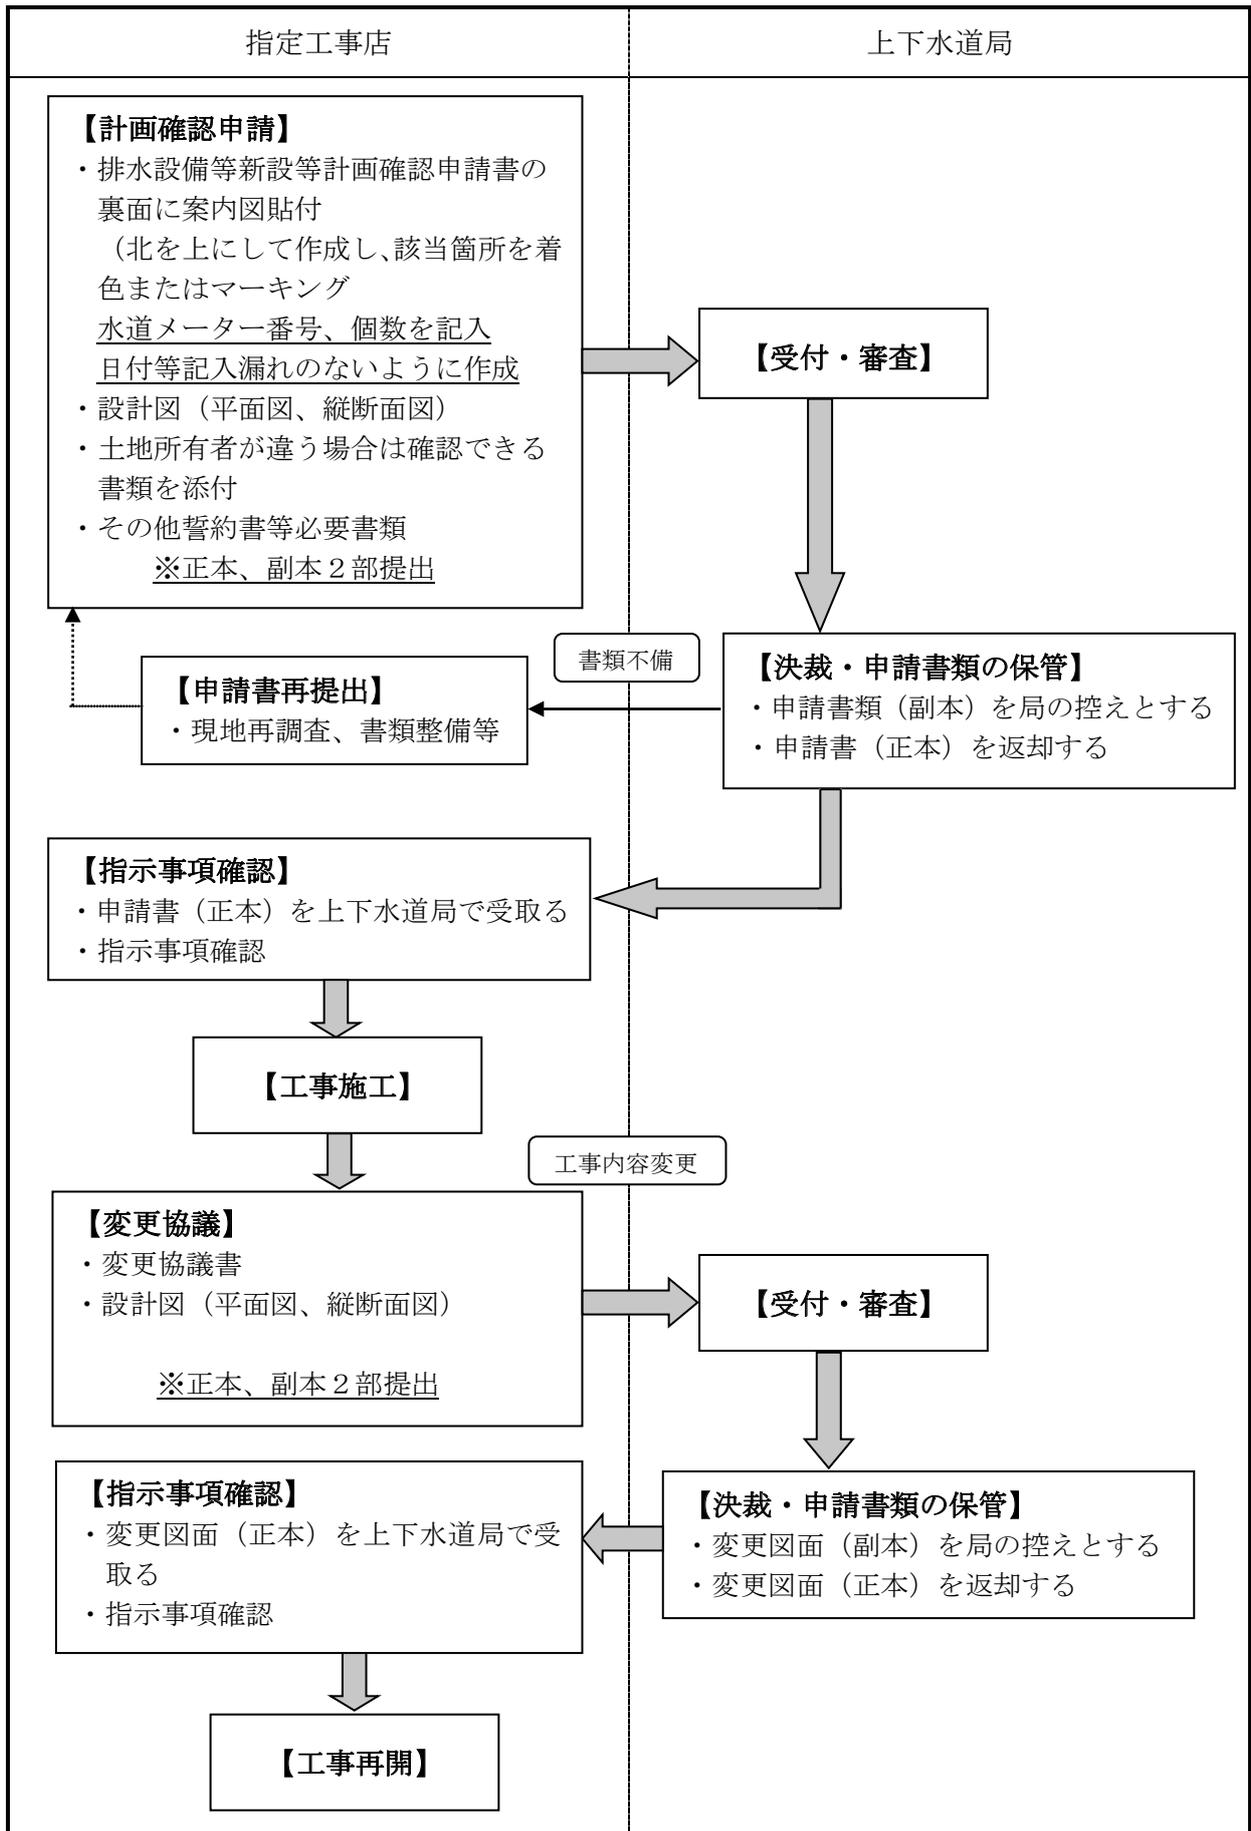 指定工事店
上下水道局
【計画確認申請】
・排水設備等新設等計画確認申請書の
裏面に案内図貼付
（北を上にして作成し、該当箇所を着
色またはマーキング
水道メーター番号、個数を記入
日付等記入漏れのないように作成
・設計図（平面図、縦断面図）
・土地所有者が違う場合は確認できる
書類を添付
・その他誓約書等必要書類
※正本、副本２部提出
【受付・審査】
書類不備
【決裁・申請書類の保管】
・申請書類（副本）を局の控えとする
・申請書（正本）を返却する
【申請書再提出】
・現地再調査、書類整備等
【指示事項確認】
・申請書（正本）を上下水道局で受取る
・指示事項確認
【工事施工】
工事内容変更
【変更協議】
・変更協議書
・設計図（平面図、縦断面図）
※正本、副本２部提出
【受付・審査】
【決裁・申請書類の保管】
・変更図面（副本）を局の控えとする
・変更図面（正本）を返却する
【指示事項確認】
・変更図面（正本）を上下水道局で受
取る
・指示事項確認
【工事再開】